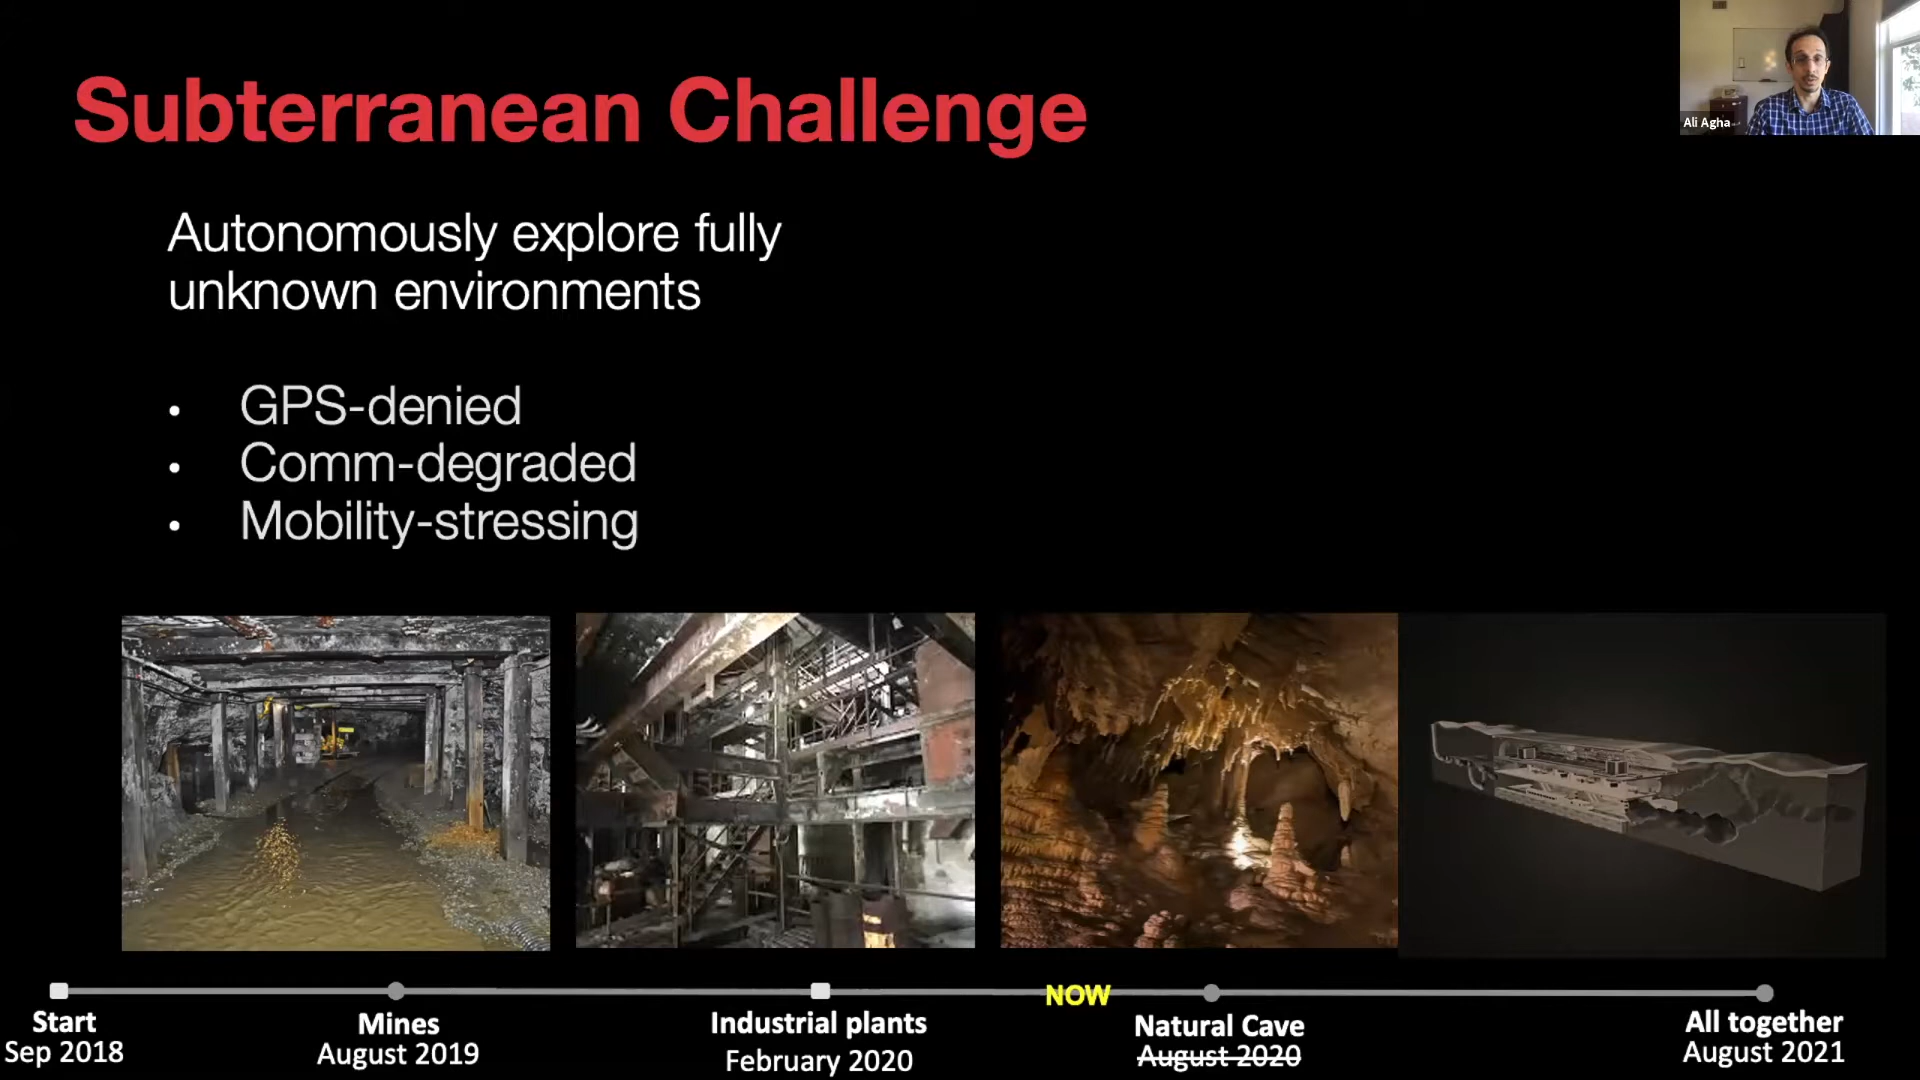 Subterranean Challenge
Ali Agha
Autonomously explore fully
unknown environments
• GPS-denied
• Comm-degraded
• Mobility-stressing
NOW
Start
Sep 2018
Mines
August 2019
Industrial plants
February 2020
Natural Cave
August 2020
All together
August 2021